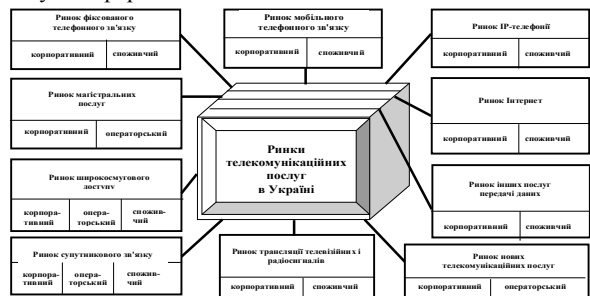 Ринок фіксованого
телефонного зв'язку
корпоративний споживчий
Ринок мобільного
телефонного зв'язку
корпоративний споживчий
Ринок IP-телефонії
корпоративний споживчий
Ринок магістральних
послуг
корпоративний операторський
Ринок Інтернет
корпоративний споживчий
Ринки
телекомунікаційних
послуг
в Україні
Ринок широкосмугового
доступу
корпора-
тивний
опера-
торський
спожив-
чий
Ринок інших послуг
передачі даних
корпоративний споживчий
Ринок супутникового зв'язку
корпора-
тивний
опера-
торський
спожив-
чий
Ринок трансляції телевізійних і
радіосигналів
корпоративний споживчий
Ринок нових
телекомунікаційних послуг
корпоративний операторський